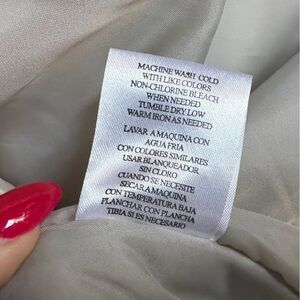 MACHINE WASH COLD
WITH LIKE COLORS
NON-CHLORINE BLEACH
WHEN NEEDED
TUMBLE DRY LOW
WARM IRON AS NEEDED
LAVAR A MAQUINA CON
AGUA FRIA
CON COLORES SIMILARES
USAR BLANQUEADOR
SIN CLORO
CUANDO SE NECESITE
SECAR A MAQUINA
CON TEMPERATURA BAJA
PLANCHAR CON PLANCHA
TIBIA SI ES NECESARIO